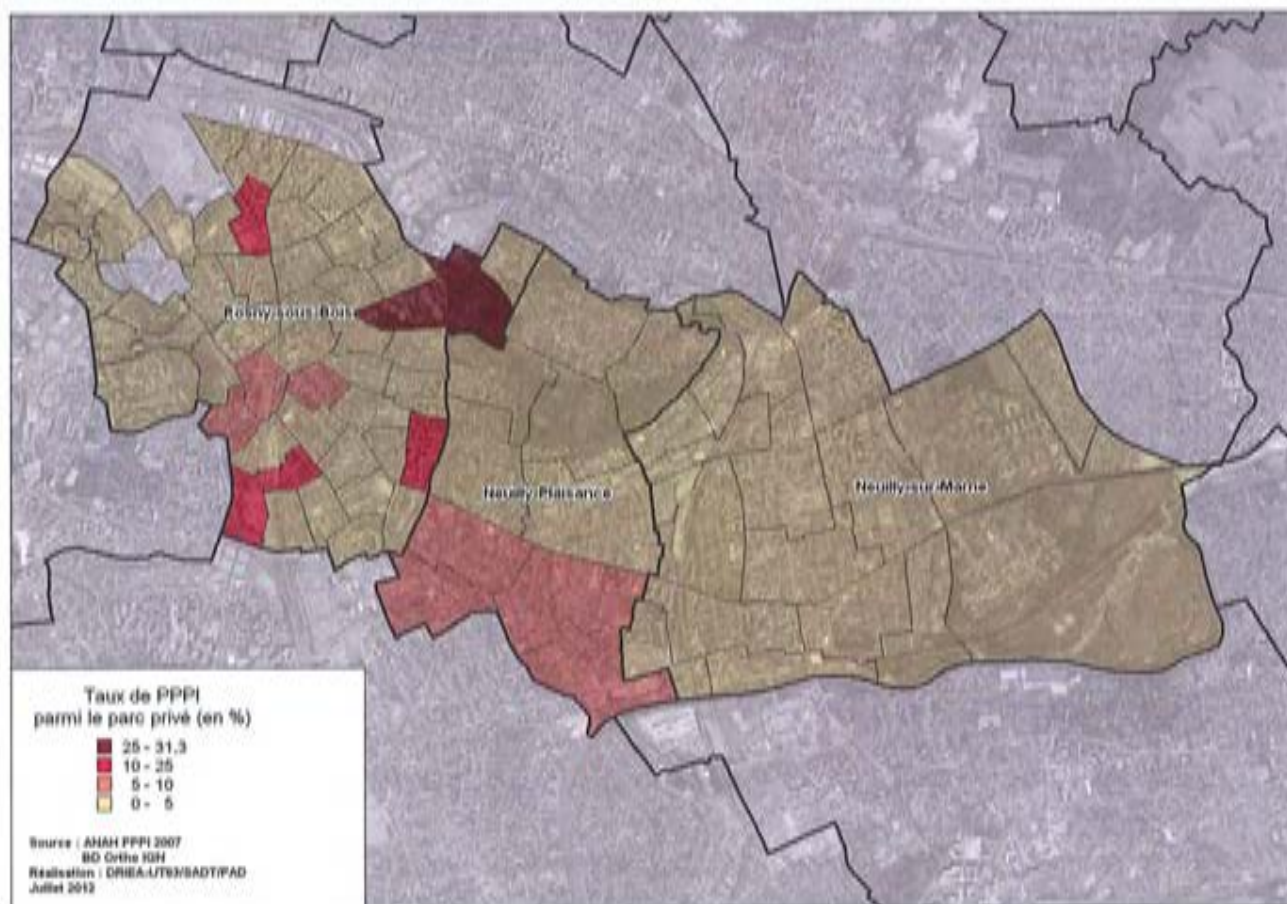 Rosny-sous-Bois
Neuilly-Plaisance
Neuilly-sur-Marne
Taux de PPPI
parmi le parc privé (en %)
25 - 31,3
10 - 25
5 - 10
0 - 5
Source : ANAH PPPI 2007
BD Ortho IGN
Réalisation : DRIEA-UT93/SADT/PAD
Juillet 2012